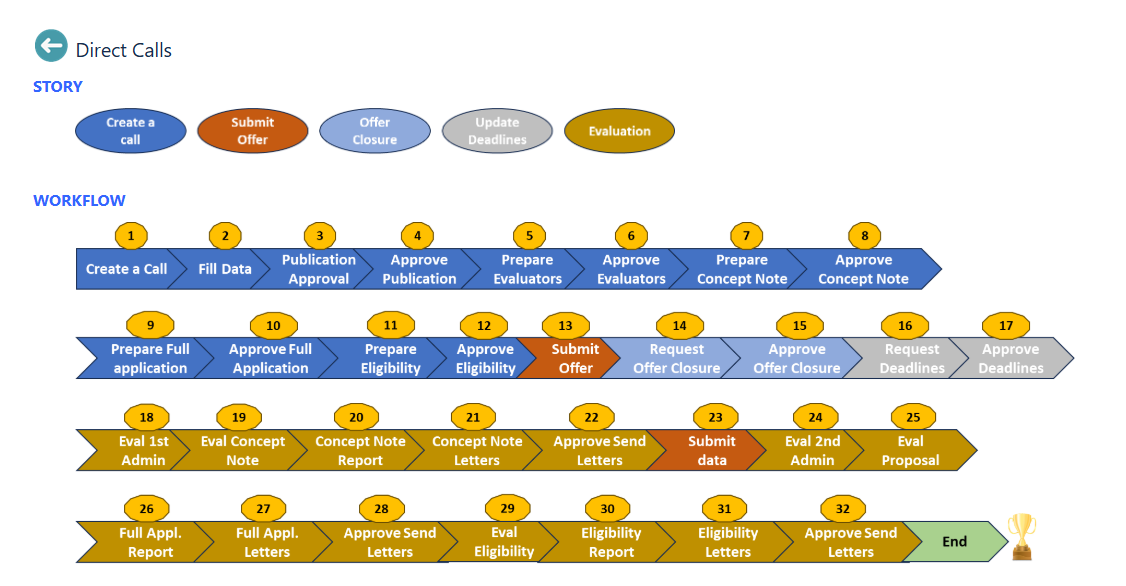 Direct Calls
STORY
Create a
call
Submit
Offer
Offer
Closure
Update
Deadlines
Evaluation
WORKFLOW
1
2
3
4
5
6
7
8
Create a Call
Fill Data
Publication
Approval
Approve
Publication
Prepare
Evaluators
Approve
Evaluators
Prepare
Concept Note
Approve
Concept Note
9
10
11
12
13
14
15
16
17
Prepare Full
application
Approve Full
Application
Prepare
Eligibility
Approve
Eligibility
Submit
Offer
Request
Offer Closure
Approve
Offer Closure
Request
Deadlines
Approve
Deadlines
18
19
20
21
22
23
24
25
Eval 1st
Admin
Eval Concept
Note
Concept Note
Report
Concept Note
Letters
Approve Send
Letters
Submit
data
Eval 2nd
Admin
Eval
Proposal
26
27
28
29
30
31
32
Full Appl.
Report
Full Appl.
Letters
Approve Send
Letters
Eval
Eligibility
Eligibility
Report
Eligibility
Letters
Approve Send
Letters
End